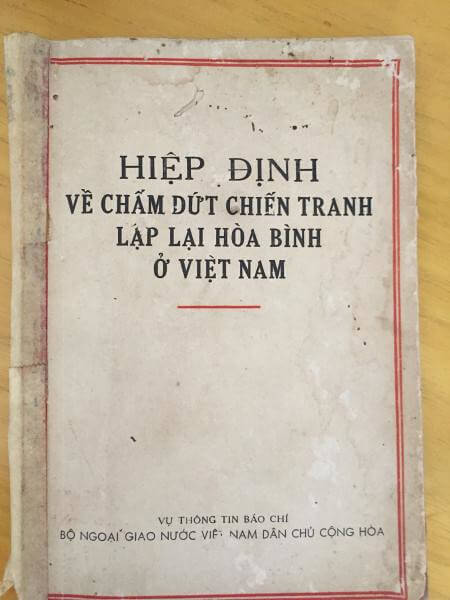 HIỆP ĐỊNH
VỀ CHẤM DỨT CHIẾN TRANH
LẬP LẠI HÒA BÌNH
Ở VIỆT NAM
VỤ THÔNG TIN BÁO CHÍ
BỘ NGOẠI GIAO NƯỚC VIỆT NAM DÂN CHỦ CỘNG HÒA